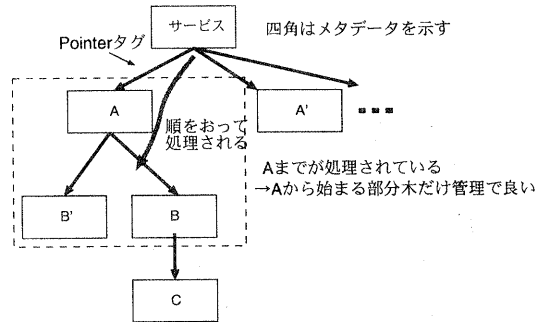 サービス
四角はメタデータを示す
Pointerタグ
A
A'
順をおって
処理される
Aまでが処理されている
→Aから始まる部分木だけ管理で良い
B'
B
C